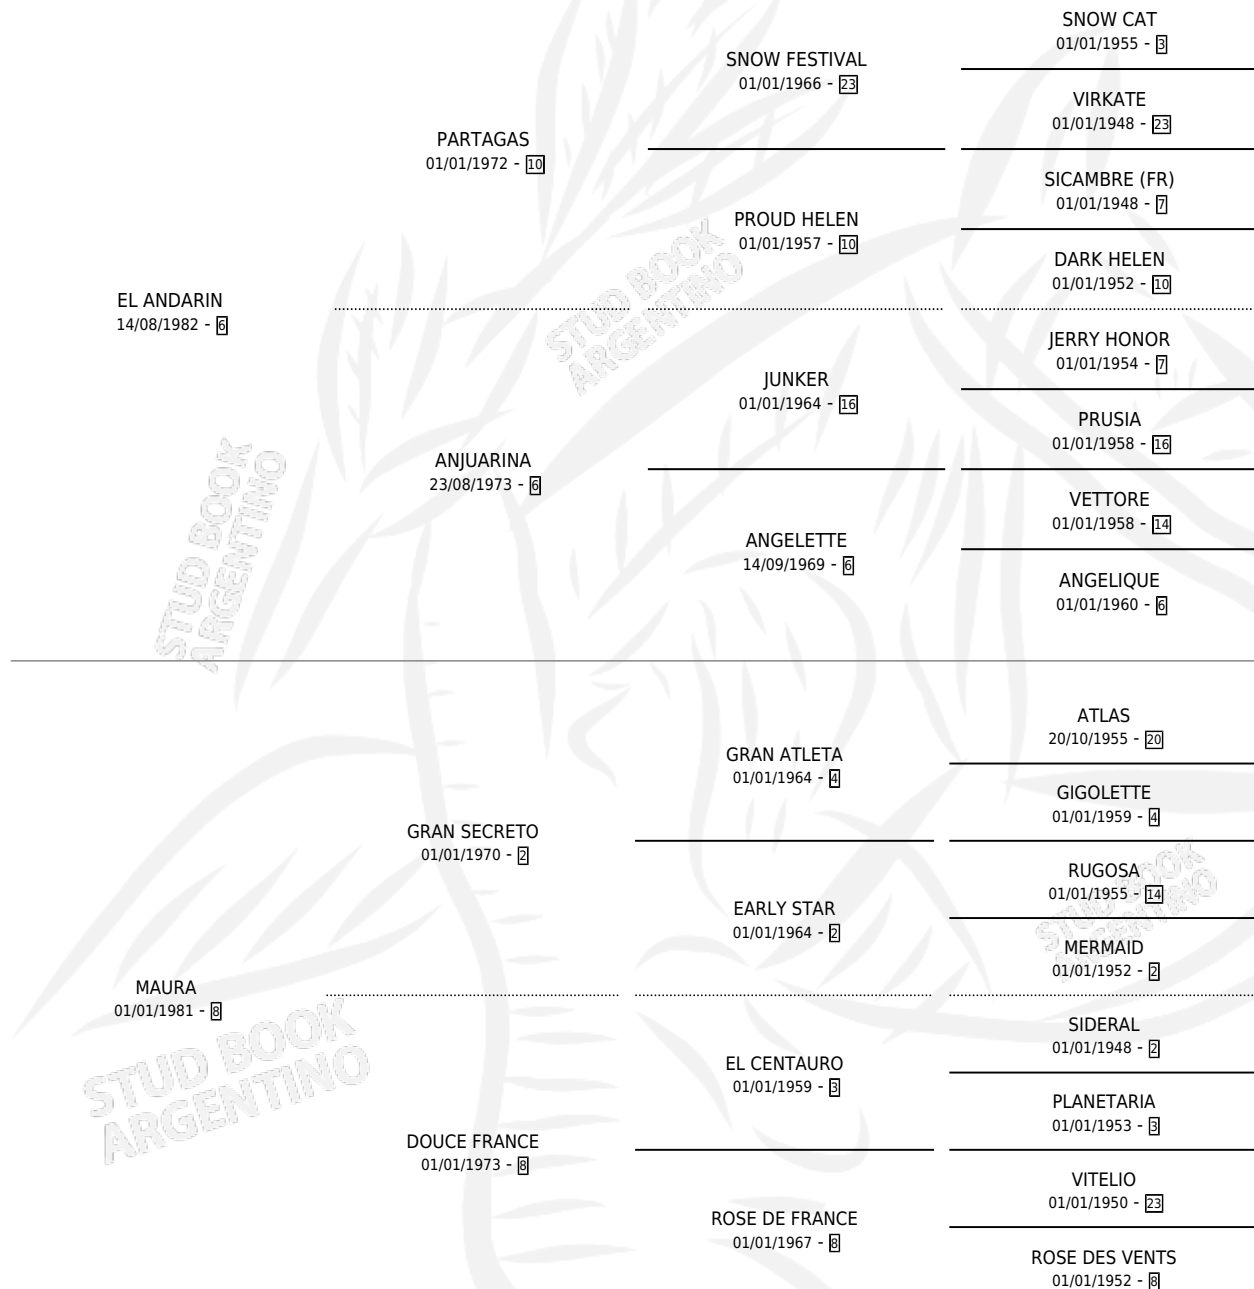 SNOW CAT
01/01/1955 - 3
SNOW FESTIVAL
01/01/1966 - 23
VIRKATE
01/01/1948 - 23
PARTAGAS
01/01/1972 - 10
SICAMBRE (FR)
01/01/1948 - 7
PROUD HELEN
01/01/1957 - 10
DARK HELEN
01/01/1952 - 10
EL ANDARIN
14/08/1982 - 6
JERRY HONOR
01/01/1954 - 7
JUNKER
01/01/1964 - 16
PRUSIA
01/01/1958 - 16
ANJUARINA
23/08/1973 - 6
VETTORE
01/01/1958 - 14
ANGELETTE
14/09/1969 - 6
ANGELIQUE
01/01/1960 - 6
ATLAS
20/10/1955 - 20
GRAN ATLETA
01/01/1964 - 4
GIGOLETTE
01/01/1959 - 4
GRAN SECRETO
01/01/1970 - 2
RUGOSA
01/01/1955 - 14
EARLY STAR
01/01/1964 - 2
MERMAID
01/01/1952 - 2
MAURA
01/01/1981 - 8
SIDERAL
01/01/1948 - 2
EL CENTAURO
01/01/1959 - 3
PLANETARIA
01/01/1953 - 3
DOUCE FRANCE
01/01/1973 - 8
VITELIO
01/01/1950 - 23
ROSE DE FRANCE
01/01/1967 - 8
ROSE DES VENTS
01/01/1952 - 8
STUD BOOK
ARGENTINO
STUD BOOK
ARGENTINO
STUD BOOK
ARGENTINO
STUD BOOK
ARGENTINO